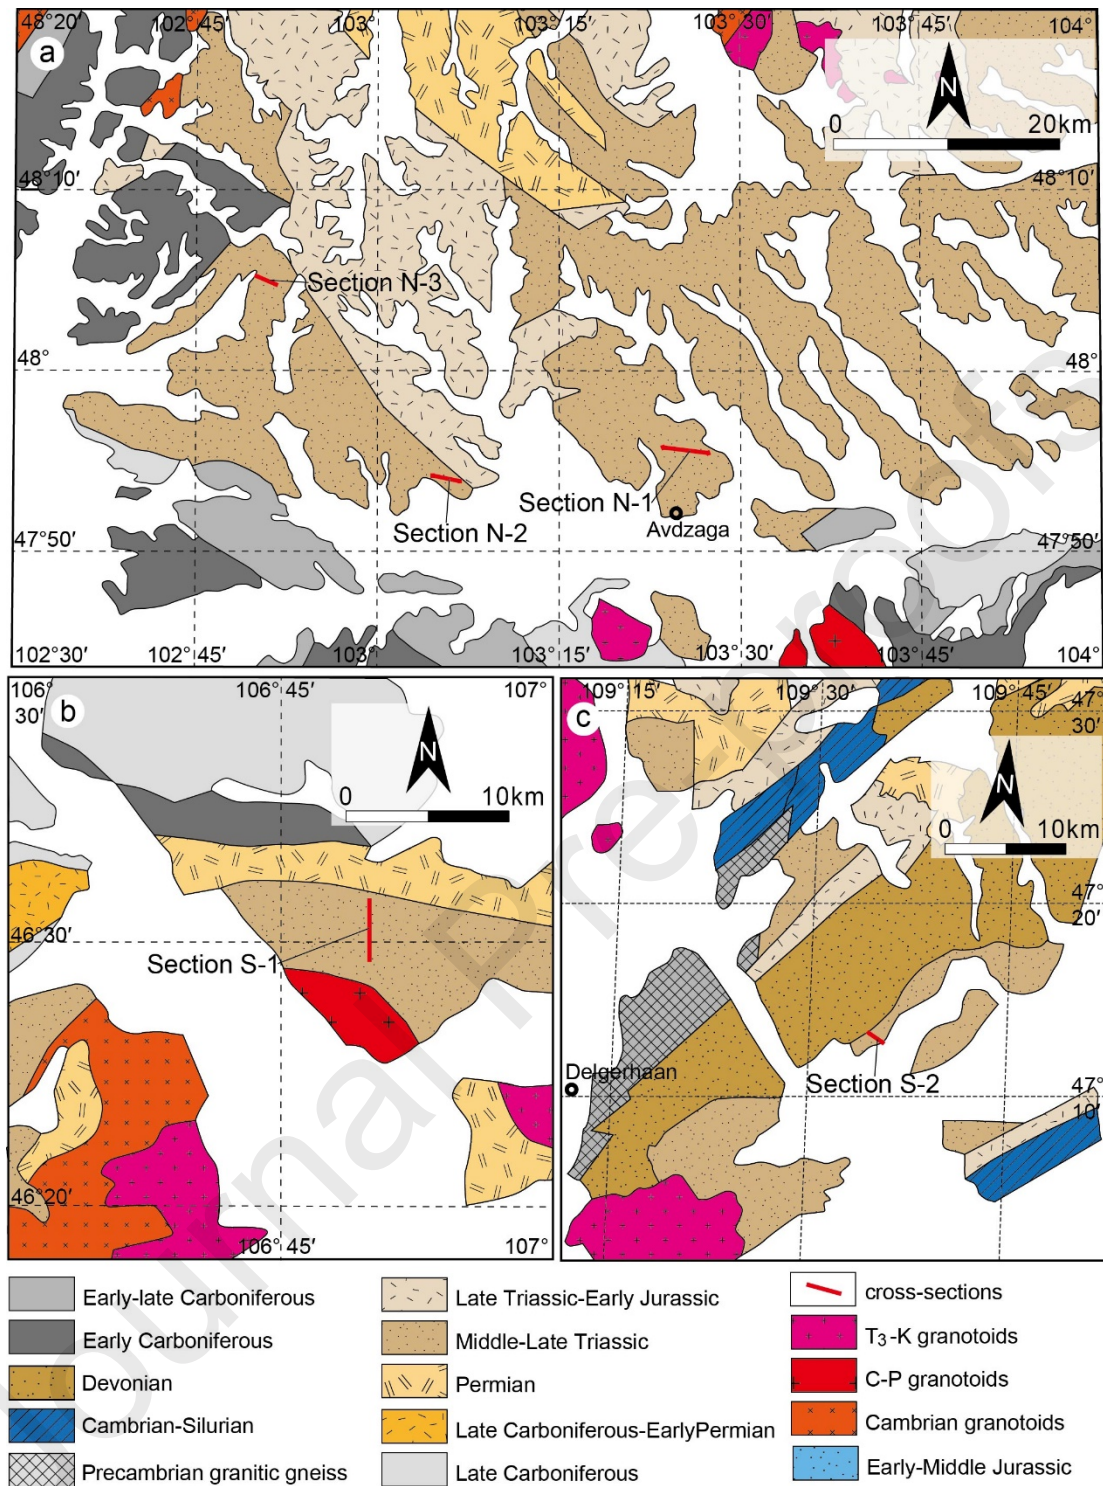 48° 20′ 102° 45′ 103° 103° 15′ 103° 30′ 103° 45′ 104°
a
N
0 20km
48° 10′ 48° 10′
Section N-3
48° 48°
Section N-1
Avdzaga
Section N-2
47° 50′ 47° 50′
102° 30′ 102° 45′ 103° 103° 15′ 103° 30′ 103° 45′ 104°
106° 30′ 106° 45′ 107°
b
N
0 10km
46° 30′
Section S-1
46° 20′
106° 45′ 107°
109° 15′ 109° 30′ 109° 45′ 47° 30′
c
N
0 10km
47° 20′
Delgerhaan
Section S-2
47° 10′
Early-late Carboniferous
Early Carboniferous
Devonian
Cambrian-Silurian
Precambrian granitic gneiss
Late Triassic-Early Jurassic
Middle-Late Triassic
Permian
Late Carboniferous-EarlyPermian
Late Carboniferous
cross-sections
T3-K granotoids
C-P granotoids
Cambrian granotoids
Early-Middle Jurassic
Journal Pre-proofs